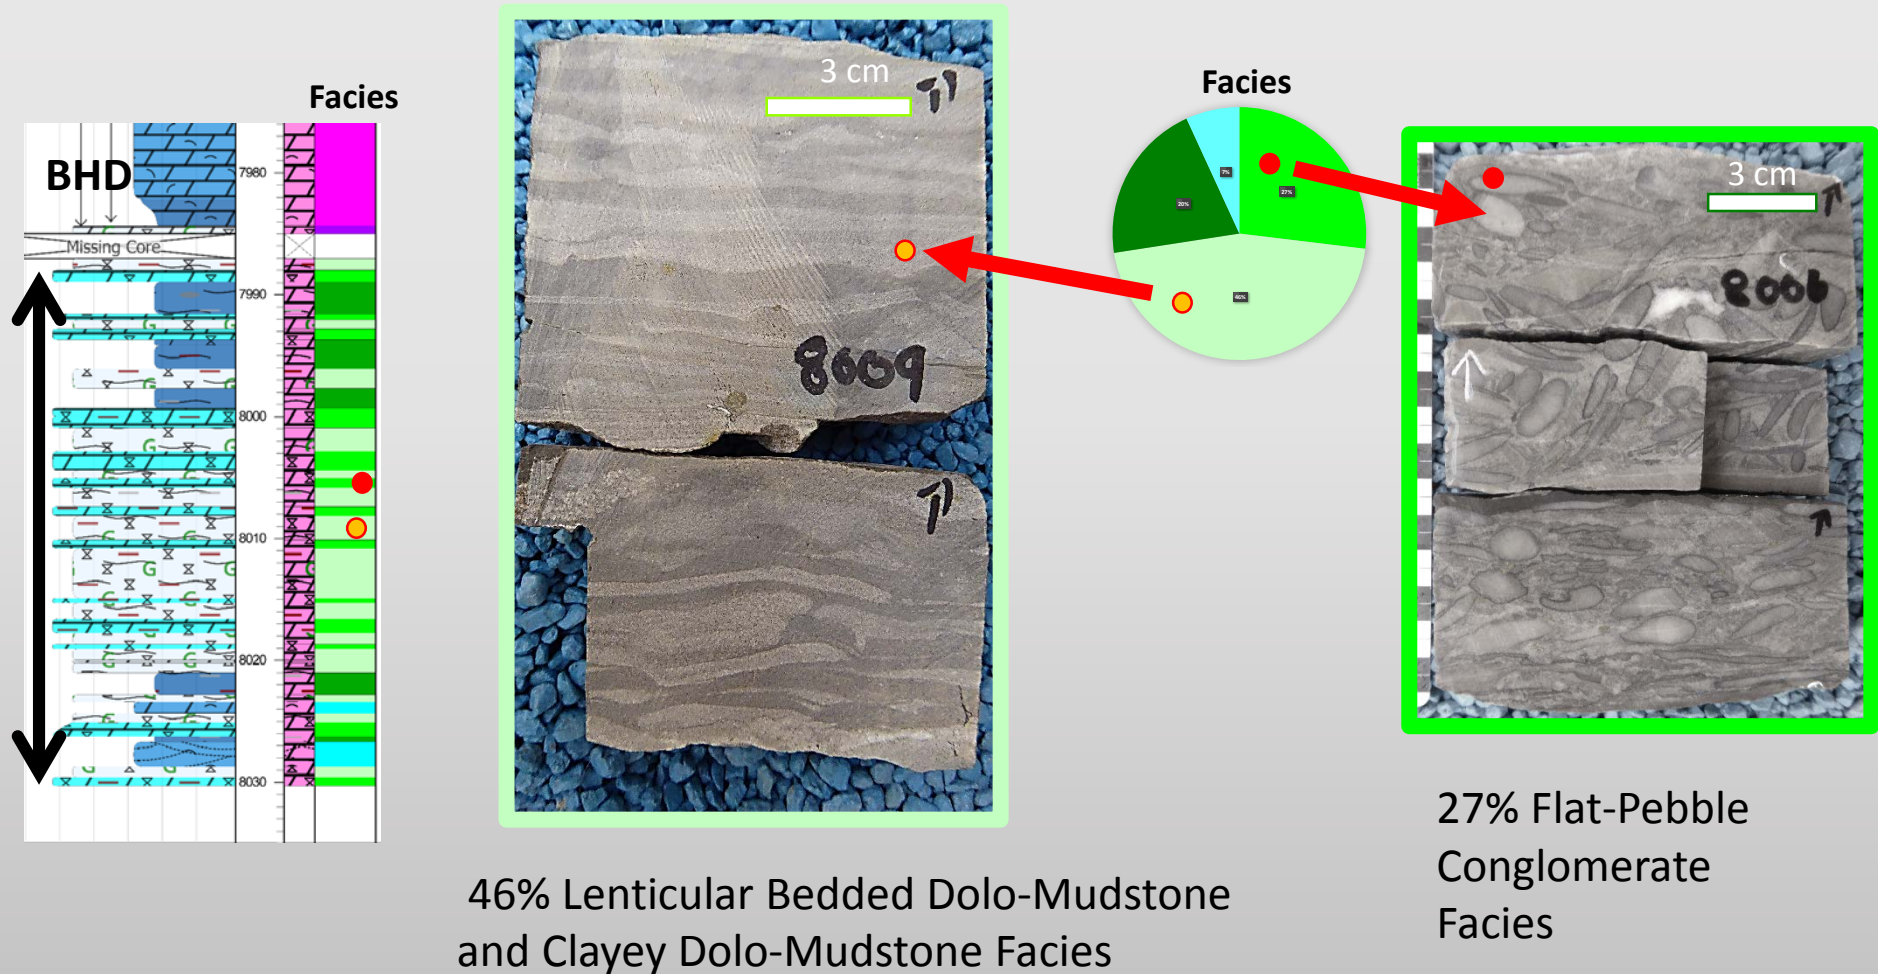 Facies
BHD
7980
Missing Core
7990
8000
8010
8020
8030
G
G
G
G
G
G
G
G
G
3 cm
8009
Facies
7%
27%
20%
46%
3 cm
8006
46% Lenticular Bedded Dolo-Mudstone
and Clayey Dolo-Mudstone Facies
27% Flat-Pebble
Conglomerate
Facies